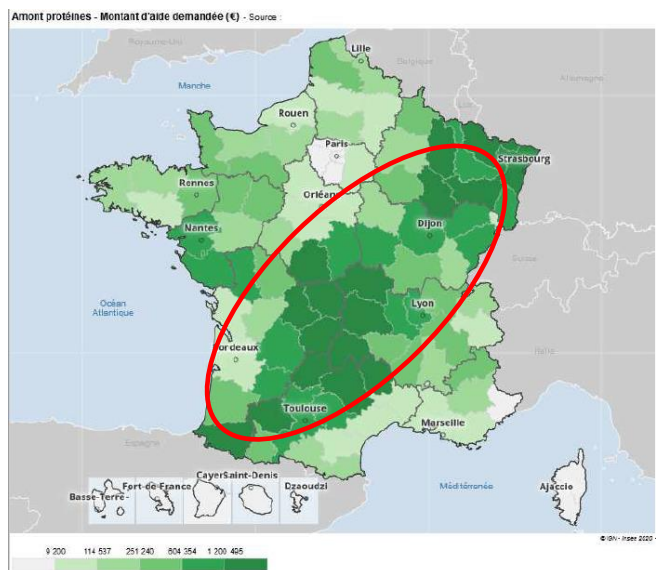 Amont protéines - Montant d'aide demandée (€) - Source :
Royaume-Uni
Lille
Belgique
Allemagne
Manche
Rouen
Paris
Strasbourg
Rennes
Orléans
Dijon
Nantes
Suisse
Océan
Atlantique
Lyon
Bordeaux
Italie
Toulouse
Marseille
Espagne
CayenSaint-Denis
Fort-de-France
Dzaoudzi
Basse-Terre
Méditerranée
Ajaccio
© IGN - Insee 2020 -
9 200 114 537 251 240 604 354 1 200 495